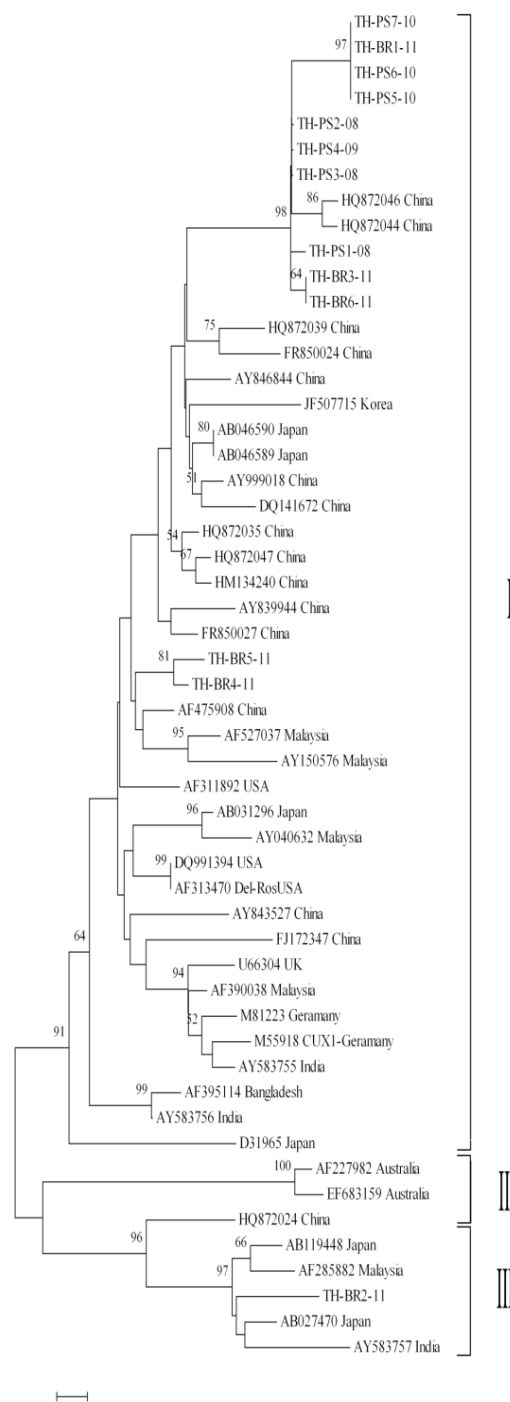 TH-PS7-10
97
TH-BR1-11
TH-PS6-10
TH-PS5-10
TH-PS2-08
TH-PS4-09
TH-PS3-08
86
HQ872046 China
98
HQ872044 China
TH-PS1-08
64
TH-BR3-11
TH-BR6-11
75
HQ872039 China
FR850024 China
AY846844 China
JF507715 Korea
80
AB046590 Japan
AB046589 Japan
51
AY999018 China
DQ141672 China
54
HQ872035 China
67
HQ872047 China
HM134240 China
I
AY839944 China
FR850027 China
81
TH-BR5-11
TH-BR4-11
AF475908 China
95
AF527037 Malaysia
AY150576 Malaysia
AF311892 USA
96
AB031296 Japan
AY040632 Malaysia
99
DQ991394 USA
AF313470 Del-RosUSA
AY843527 China
64
FJ172347 China
94
U66304 UK
AF390038 Malaysia
52
M81223 Geramany
91
M55918 CUX1-Geramany
AY583755 India
99
AF395114 Bangladesh
AY583756 India
D31965 Japan
100
AF227982 Australia
EF683159 Australia
II
HQ872024 China
96
66
AB119448 Japan
97
AF285882 Malaysia
TH-BR2-11
III
AB027470 Japan
AY583757 India